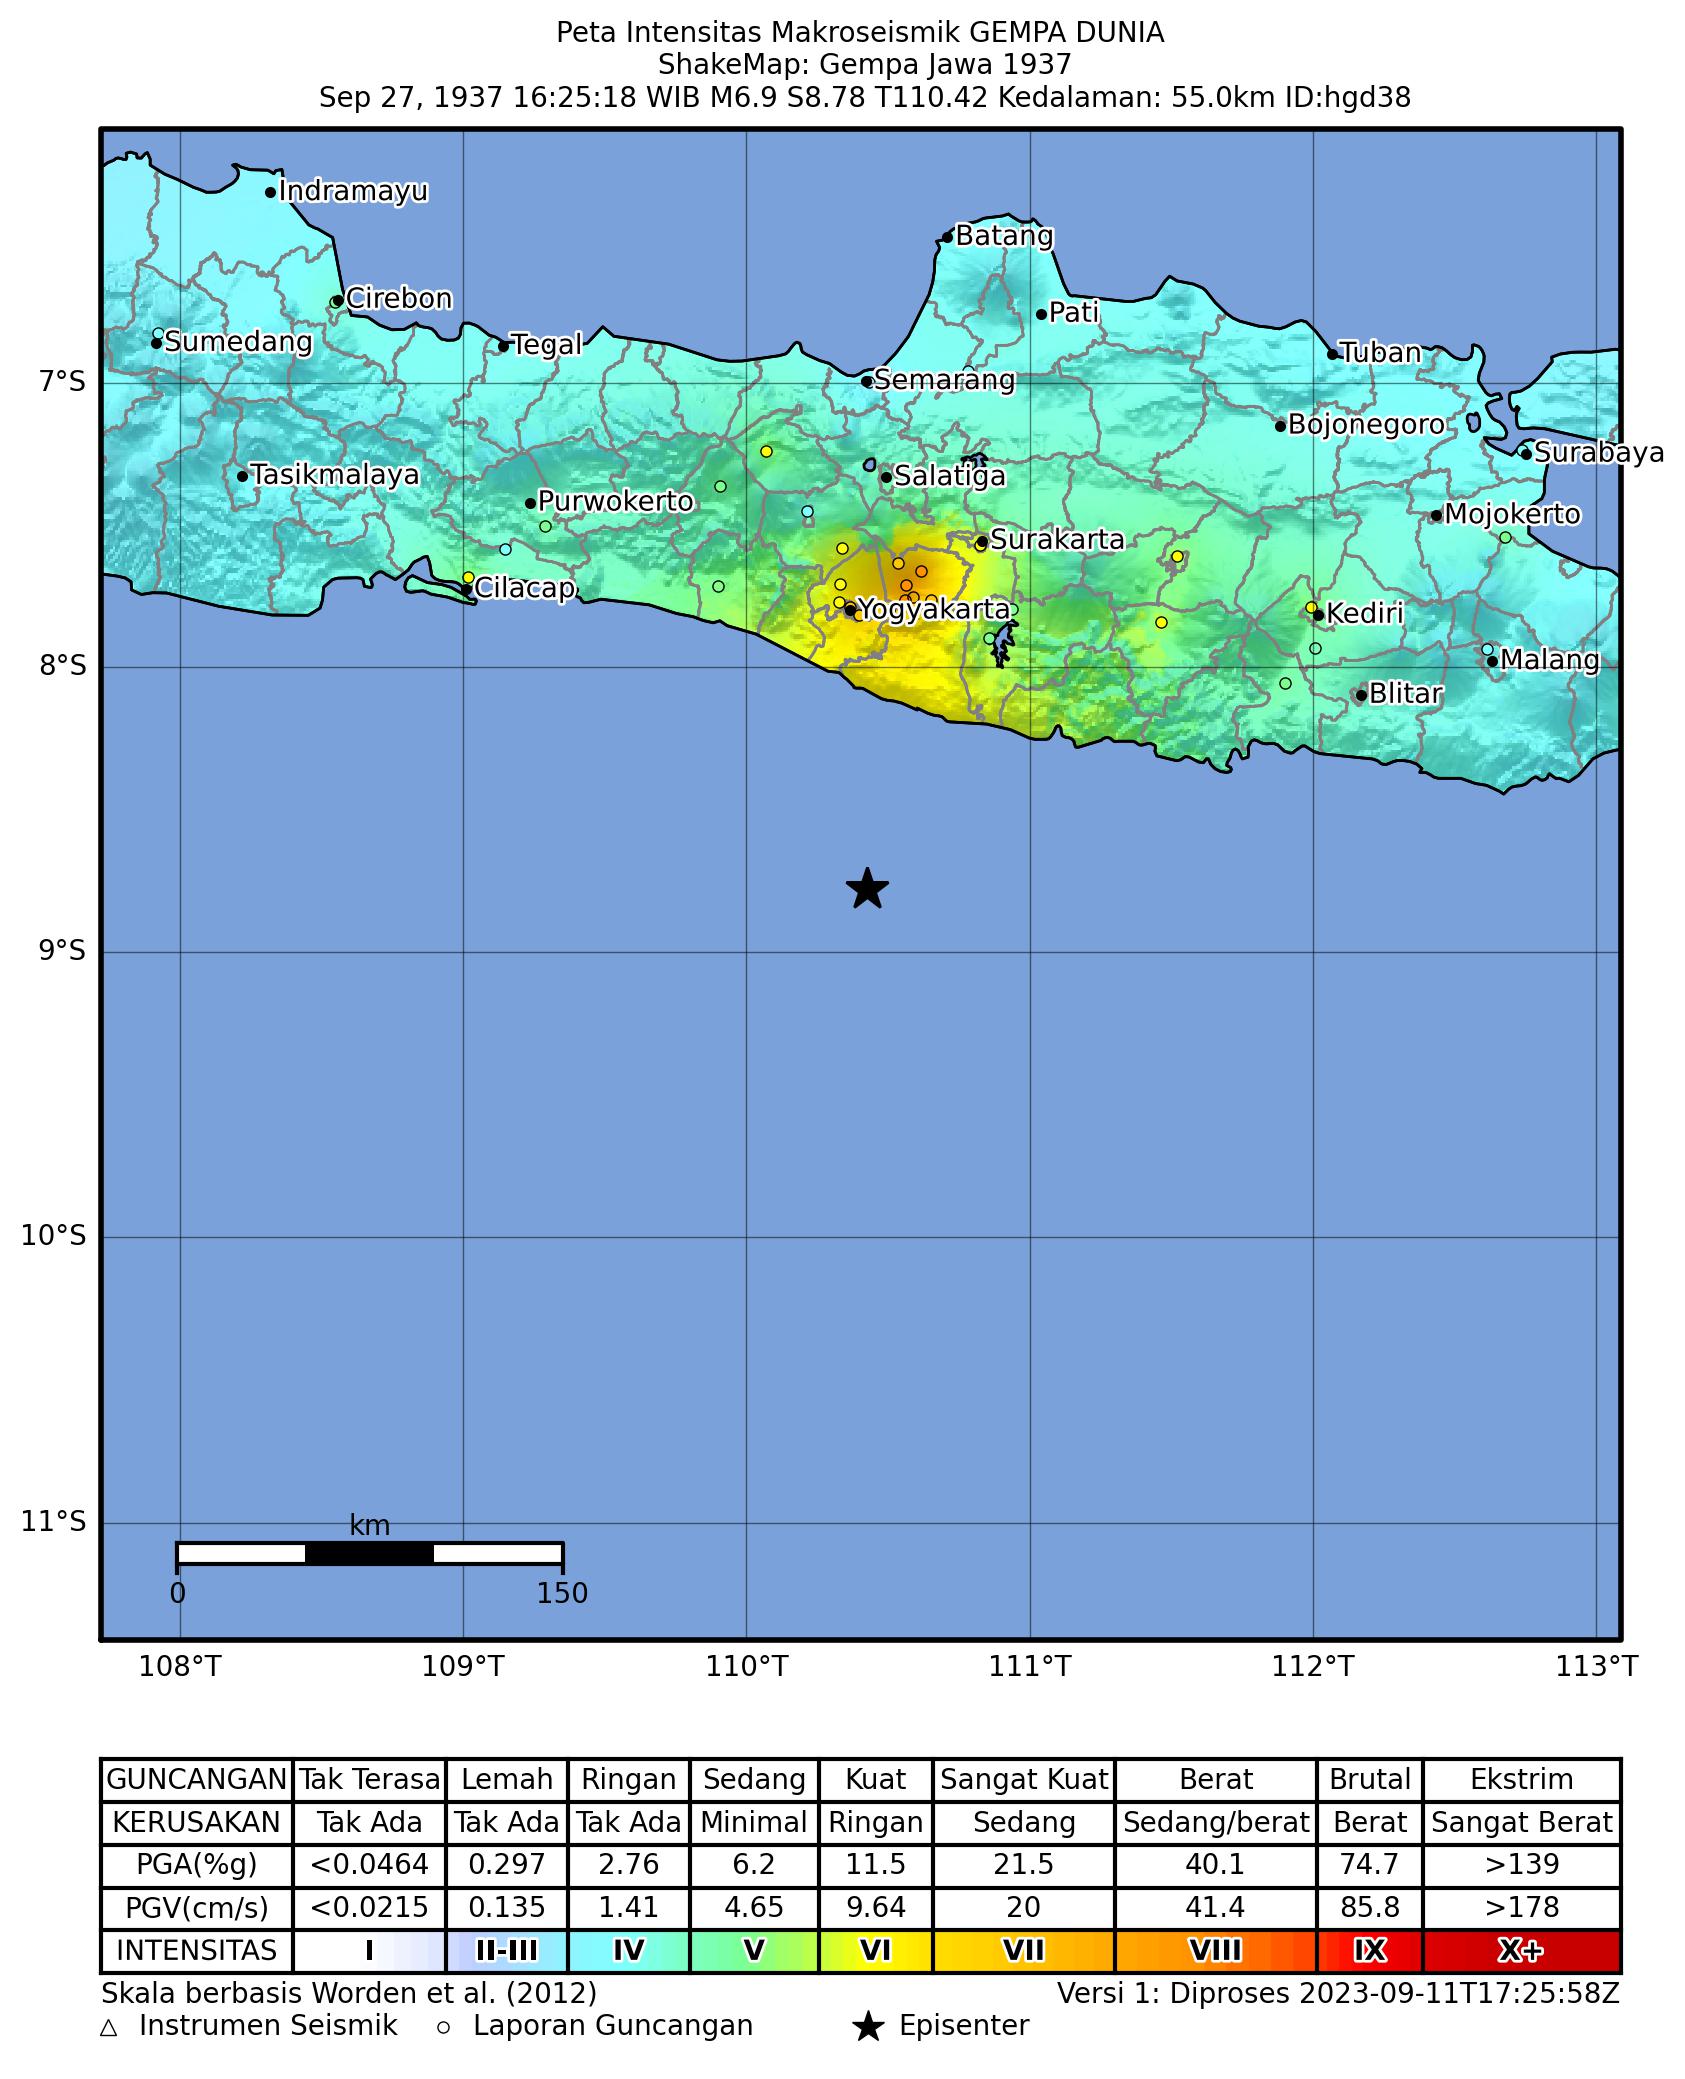 Peta Intensitas Makroseismik GEMPA DUNIA
ShakeMap: Gempa Jawa 1937
Sep 27, 1937 16:25:18 WIB M6.9 S8.78 T110.42 Kedalaman: 55.0km ID:hgd38
Indramayu
Batang
Cirebon
Pati
Sumedang
Tegal
Tuban
7°S
Semarang
Bojonegoro
Surabaya
Tasikmalaya
Salatiga
Purwokerto
Mojokerto
Surakarta
Cilacap
Yogyakarta
Kediri
8°S
Malang
Blitar
9°S
10°S
11°S
km
0 150
108°T 109°T 110°T 111°T 112°T 113°T
GUNCANGAN Tak Terasa Lemah Ringan Sedang Kuat Sangat Kuat Berat Brutal Ekstrim
KERUSAKAN Tak Ada Tak Ada Tak Ada Minimal Ringan Sedang Sedang/berat Berat Sangat Berat
PGA(%g) <0.0464 0.297 2.76 6.2 11.5 21.5 40.1 74.7 >139
PGV(cm/s) <0.0215 0.135 1.41 4.65 9.64 20 41.4 85.8 >178
INTENSITAS I II-III IV V VI VII VIII IX X+
Skala berbasis Worden et al. (2012) Versi 1: Diproses 2023-09-11T17:25:58Z
Instrumen Seismik Laporan Guncangan Episenter